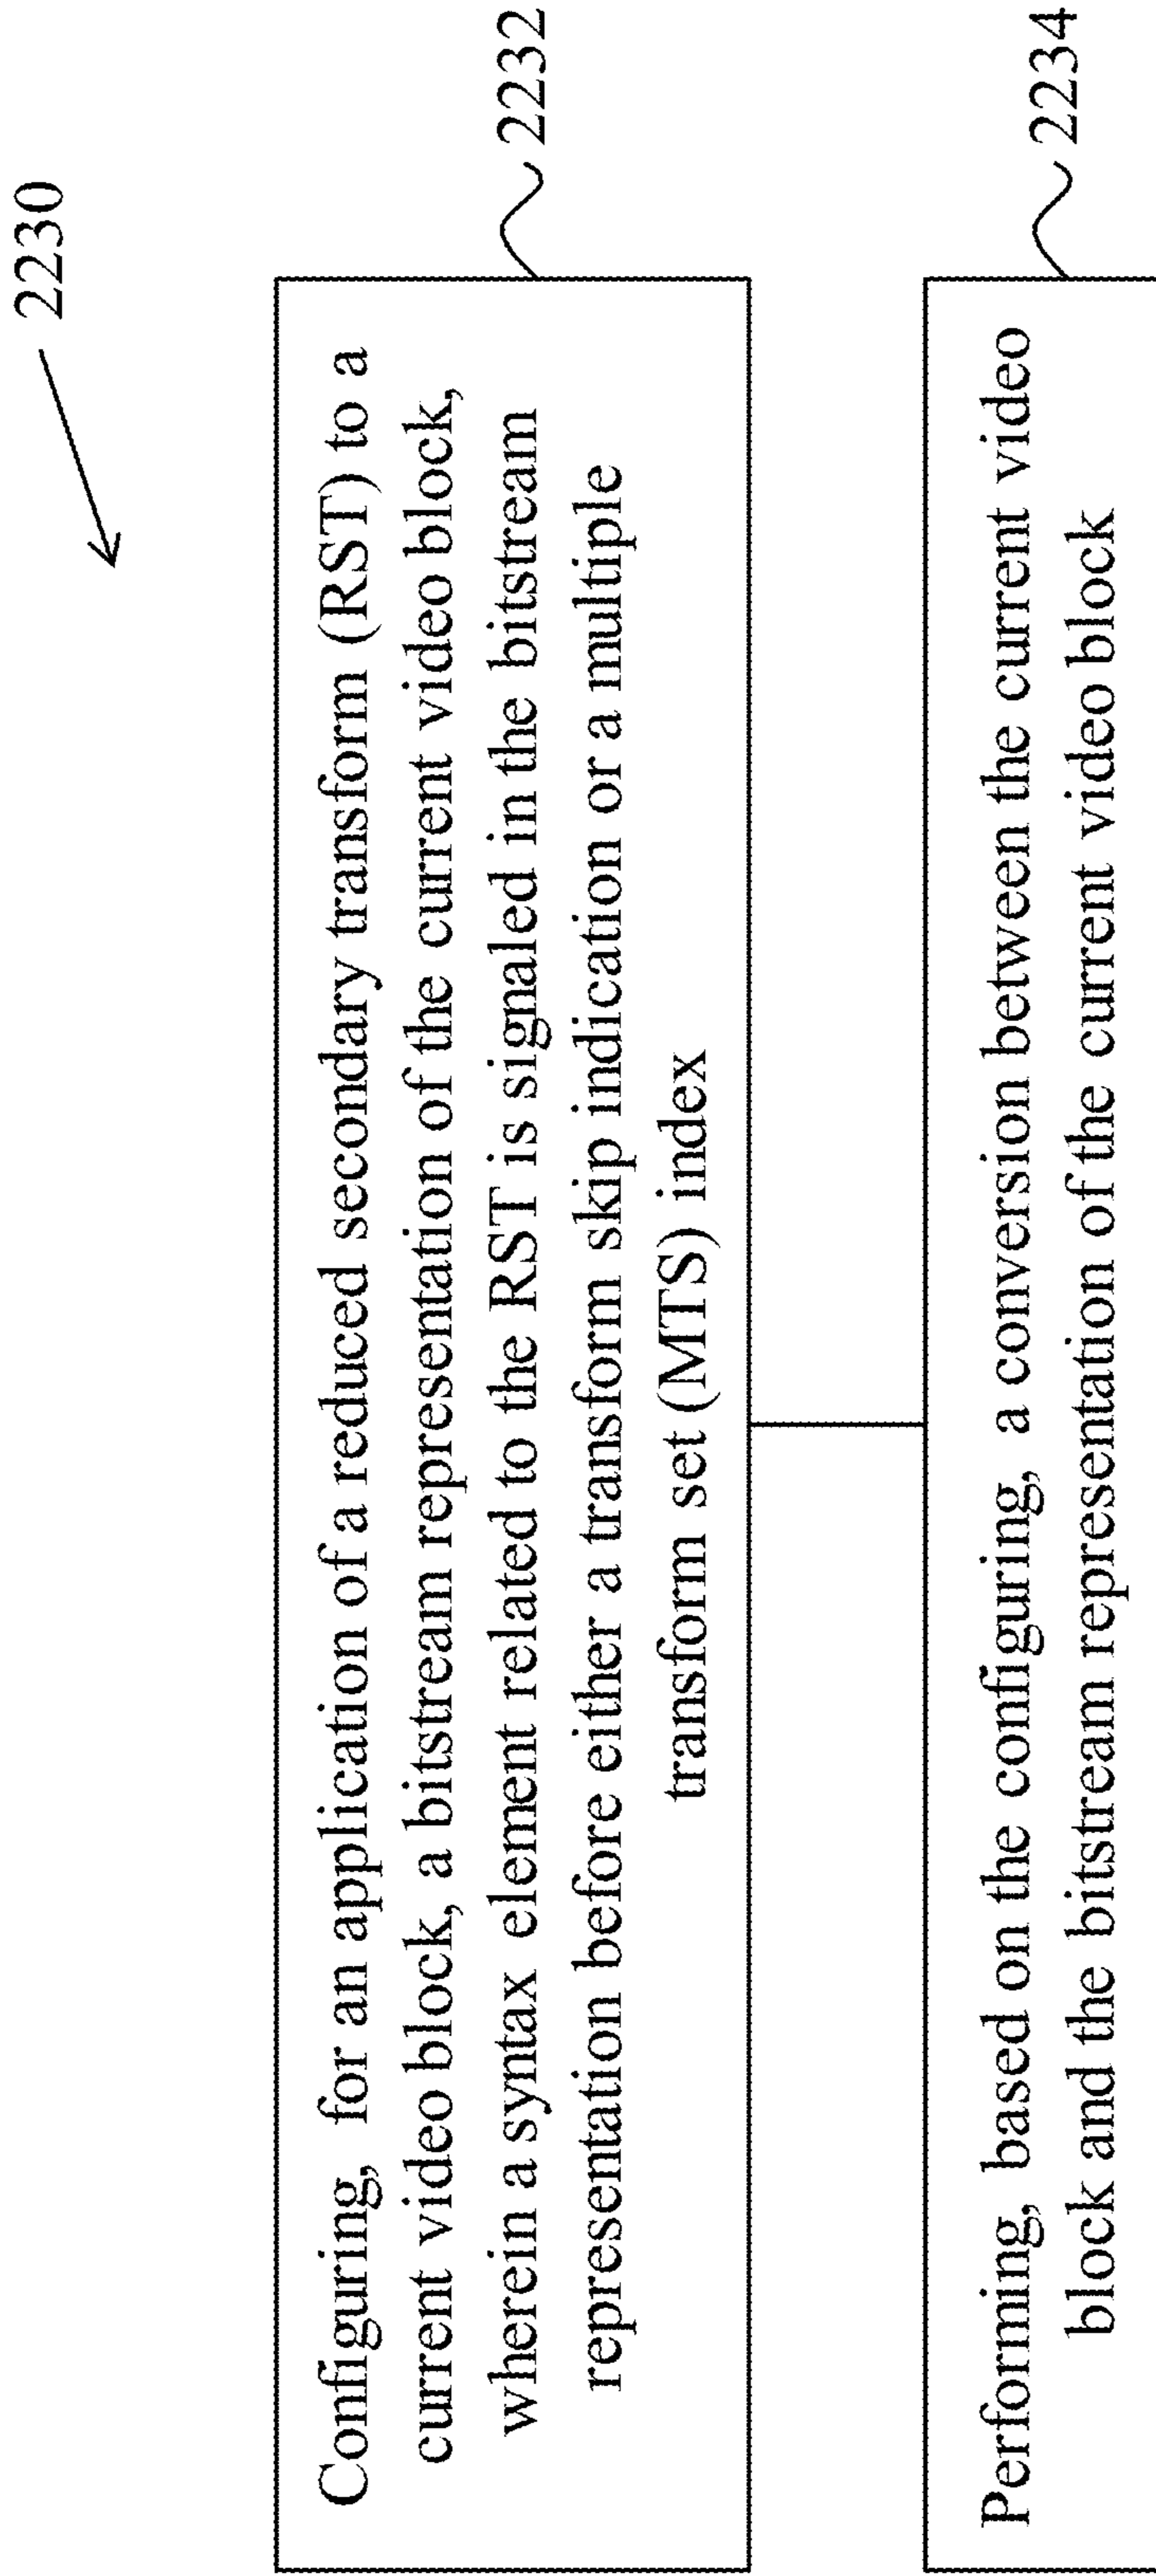 2230
Configuring, for an application of a reduced secondary transform (RST) to a
current video block, a bitstream representation of the current video block,
wherein a syntax element related to the RST is signaled in the bitstream
representation before either a transform skip indication or a multiple
transform set (MTS) index
2232
Performing, based on the configuring, a conversion between the current video
block and the bitstream representation of the current video block
2234